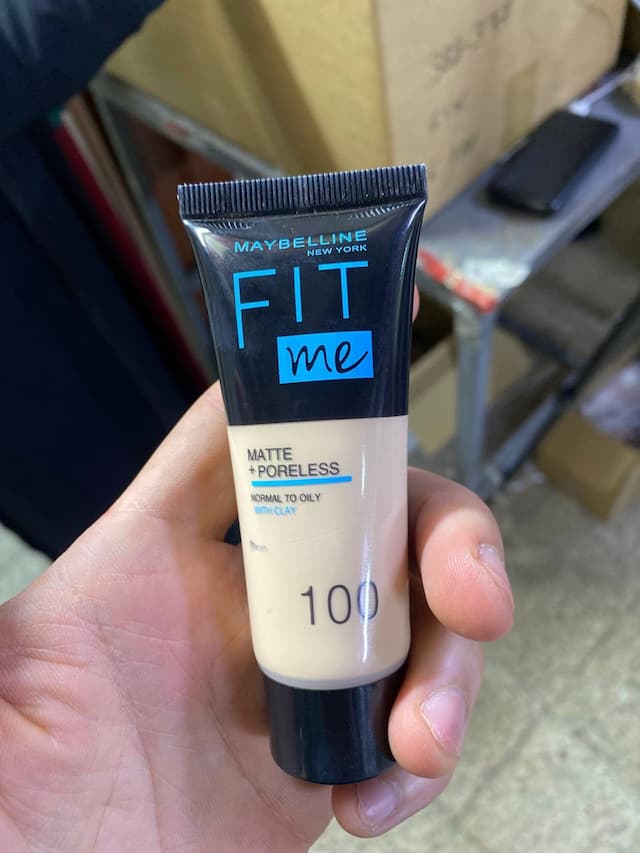 MAYBELLINE
NEW YORK
FIT
me
MATTE
+PORELESS
NORMAL TO OILY
WITH CLAY
100